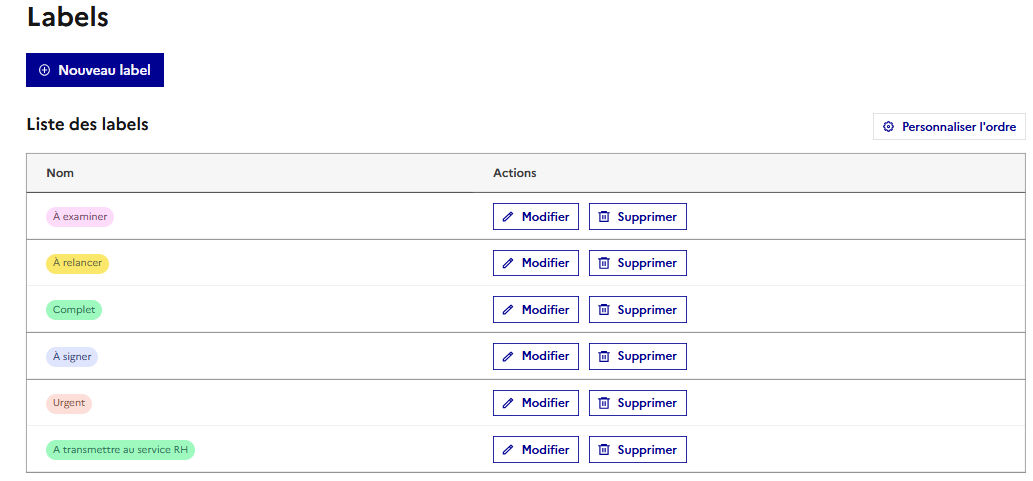 Labels
Nouveau label
Liste des labels
Personnaliser l'ordre
Nom Actions
À examiner Modifier Supprimer
À relancer Modifier Supprimer
Complet Modifier Supprimer
À signer Modifier Supprimer
Urgent Modifier Supprimer
A transmettre au service RH Modifier Supprimer